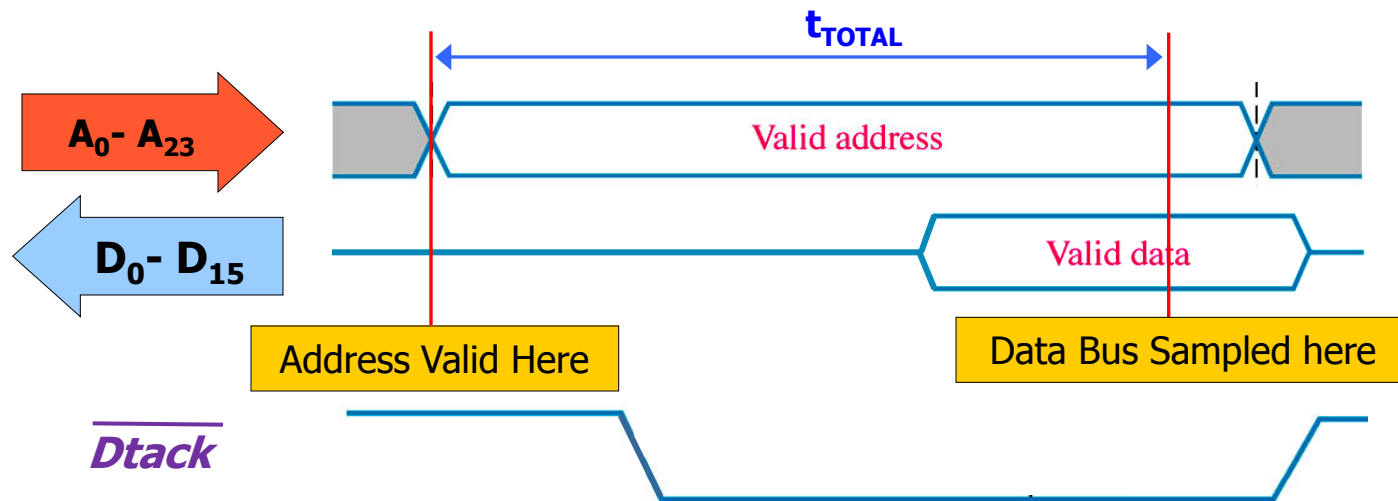 tTOTAL
A0- A23
Valid address
D0- D15
Valid data
Address Valid Here
Data Bus Sampled here
Dtack